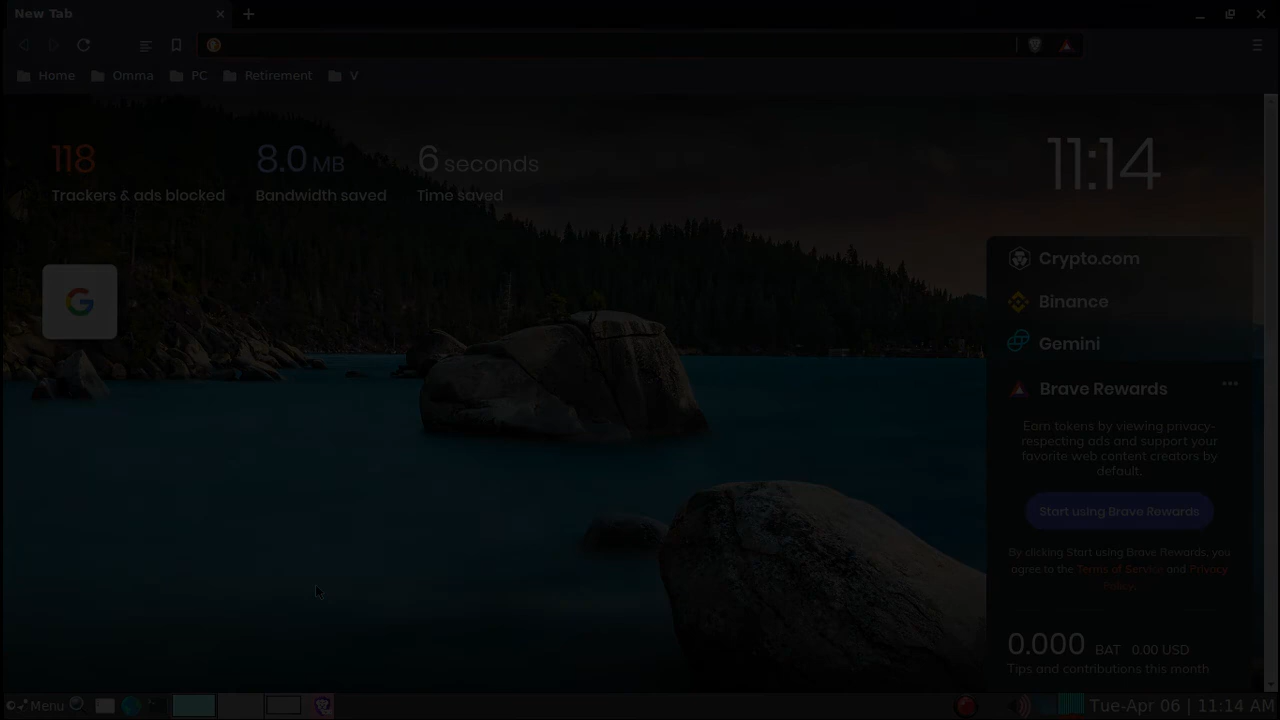 New Tab
Home Omma PC Retirement V
118 8.0 MB 6 seconds
Trackers & ads blocked Bandwidth saved Time saved
11:14
Crypto.com
Binance
Gemini
Brave Rewards
Earn tokens by viewing privacy-
respecting ads and support your
favorite web content creators by
default.
Start using Brave Rewards
By clicking Start using Brave Rewards, you
agree to the Terms of Service and Privacy
Policy.
0.000 BAT 0.00 USD
Tips and contributions this month
Menu Tue-Apr 06 | 11:14 AM